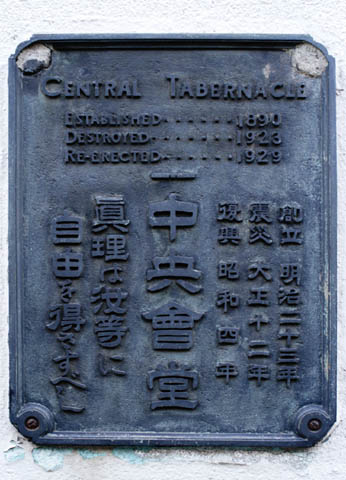 CENTRAL TABERNACLE
ESTABLISHED······1890
DESTROYED······1923
RE-ERECTED······1929
創立 明治二十三年
震災 大正十二年
復興 昭和四年
中央會堂
眞理は汝等に
自由を得さすべし